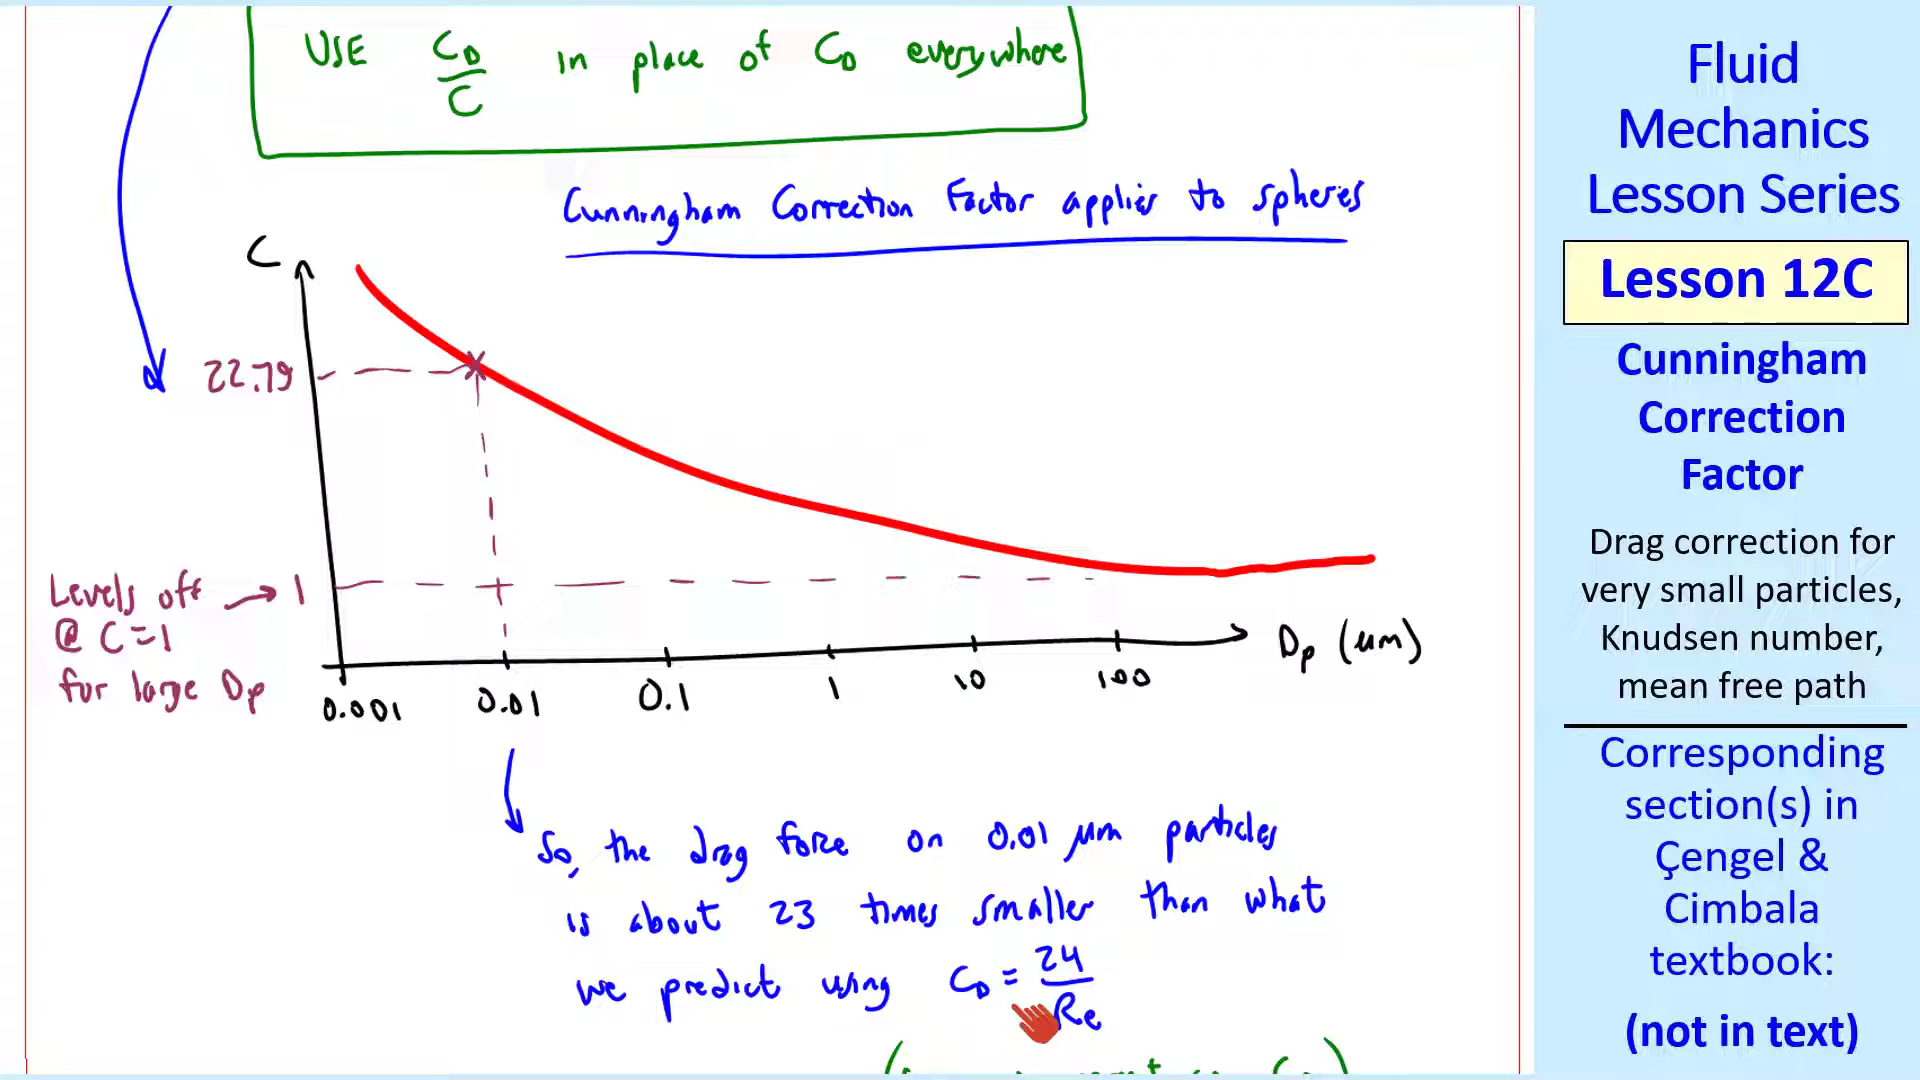 USE C_D/C in place of C_D everywhere
Cunningham Correction Factor applies to spheres
C
22.79
Levels off → 1
@ C=1
for large Dp
0.001 0.01 0.1 1 10 100
Dp (μm)
So, the drag force on 0.01 μm particles
is about 23 times smaller than what
we predict using C_D = 24/Re
Fluid
Mechanics
Lesson Series
Lesson 12C
Cunningham
Correction
Factor
Drag correction for
very small particles,
Knudsen number,
mean free path
Corresponding
section(s) in
Çengel &
Cimbala
textbook:
(not in text)